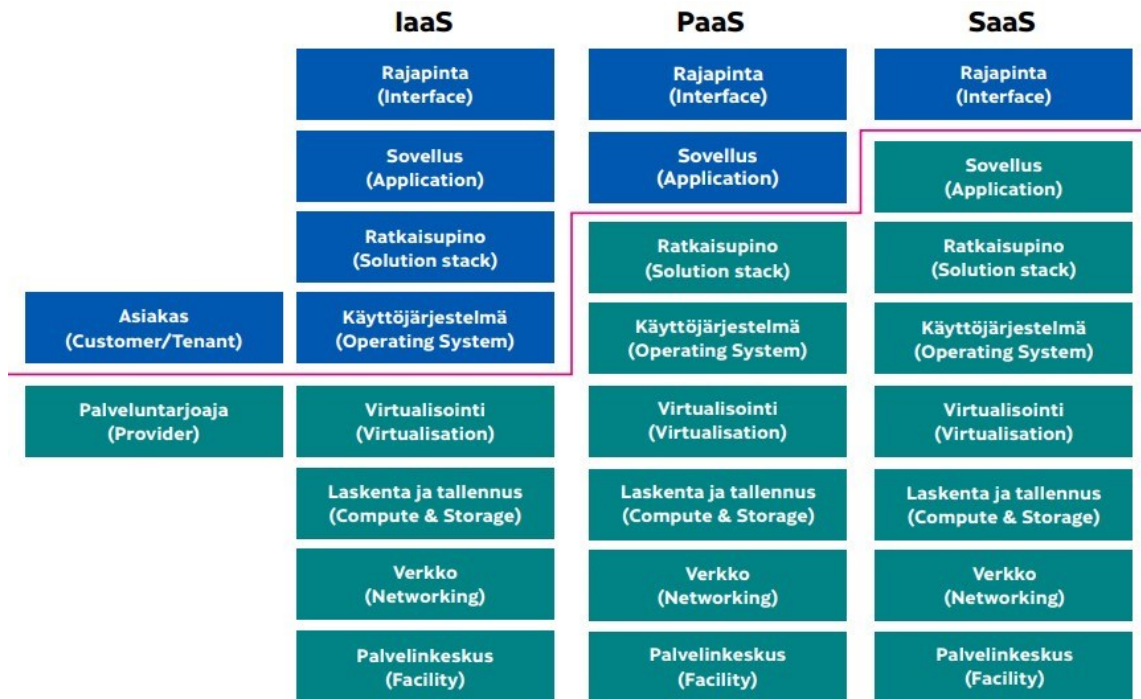 IaaS
PaaS
SaaS
Rajapinta
(Interface)
Rajapinta
(Interface)
Rajapinta
(Interface)
Sovellus
(Application)
Sovellus
(Application)
Sovellus
(Application)
Ratkaisupino
(Solution stack)
Ratkaisupino
(Solution stack)
Ratkaisupino
(Solution stack)
Asiakas
(Customer/Tenant)
Käyttöjärjestelmä
(Operating System)
Käyttöjärjestelmä
(Operating System)
Käyttöjärjestelmä
(Operating System)
Palveluntarjoaja
(Provider)
Virtualisointi
(Virtualisation)
Virtualisointi
(Virtualisation)
Virtualisointi
(Virtualisation)
Laskenta ja tallennus
(Compute & Storage)
Laskenta ja tallennus
(Compute & Storage)
Laskenta ja tallennus
(Compute & Storage)
Verkko
(Networking)
Verkko
(Networking)
Verkko
(Networking)
Palvelinkeskus
(Facility)
Palvelinkeskus
(Facility)
Palvelinkeskus
(Facility)